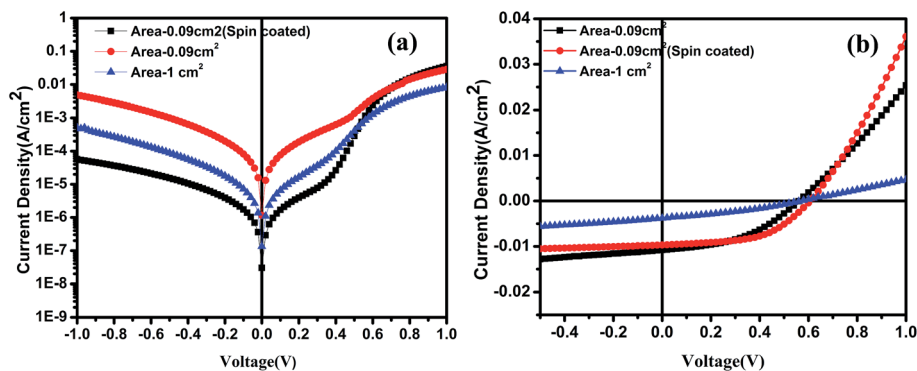 Area-0.09cm2(Spin coated)
Area-0.09cm²
Area-1 cm²
(a)
Current Density(A/cm²)
1
0.1
0.01
1E-3
1E-4
1E-5
1E-6
1E-7
1E-8
1E-9
-1.0 -0.8 -0.6 -0.4 -0.2 0.0 0.2 0.4 0.6 0.8 1.0
Voltage(V)
Area-0.09cm²
Area-0.09cm²(Spin coated)
Area-1 cm²
(b)
Current Density(A/cm²)
0.04
0.03
0.02
0.01
0.00
-0.01
-0.02
-0.4 -0.2 0.0 0.2 0.4 0.6 0.8 1.0
Voltage(V)